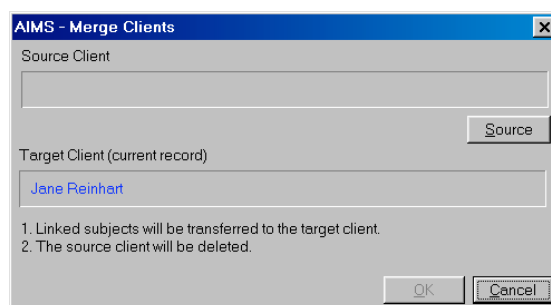 AIMS - Merge Clients
Source Client
Source
Target Client (current record)
Jane Reinhart
1. Linked subjects will be transferred to the target client.
2. The source client will be deleted.
OK Cancel